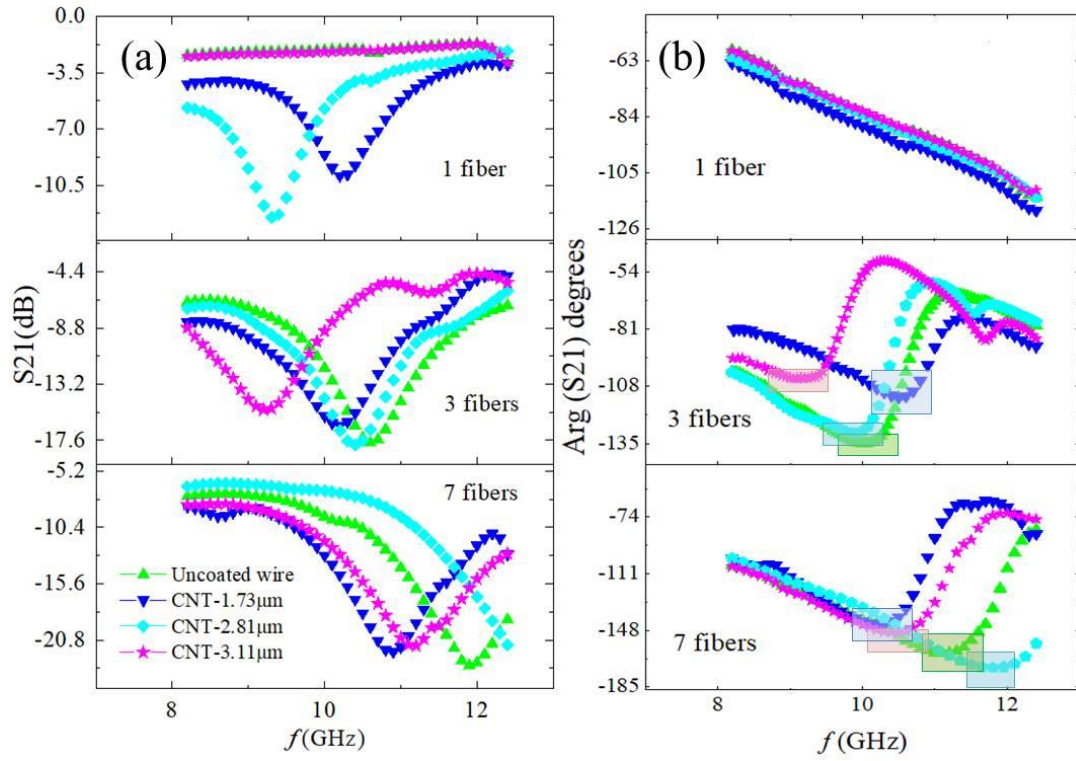 (a)
S21(dB)
0.0
-3.5
-7.0
-10.5
1 fiber
-4.4
-8.8
-13.2
-17.6
3 fibers
-5.2
-10.4
-15.6
-20.8
7 fibers
Uncoated wire
CNT-1.73μm
CNT-2.81μm
CNT-3.11μm
8 10 12
f(GHz)
(b)
Arg (S21) degrees
-63
-84
-105
-126
1 fiber
-54
-81
-108
-135
3 fibers
-74
-111
-148
-185
7 fibers
8 9 10 11 12
f (GHz)